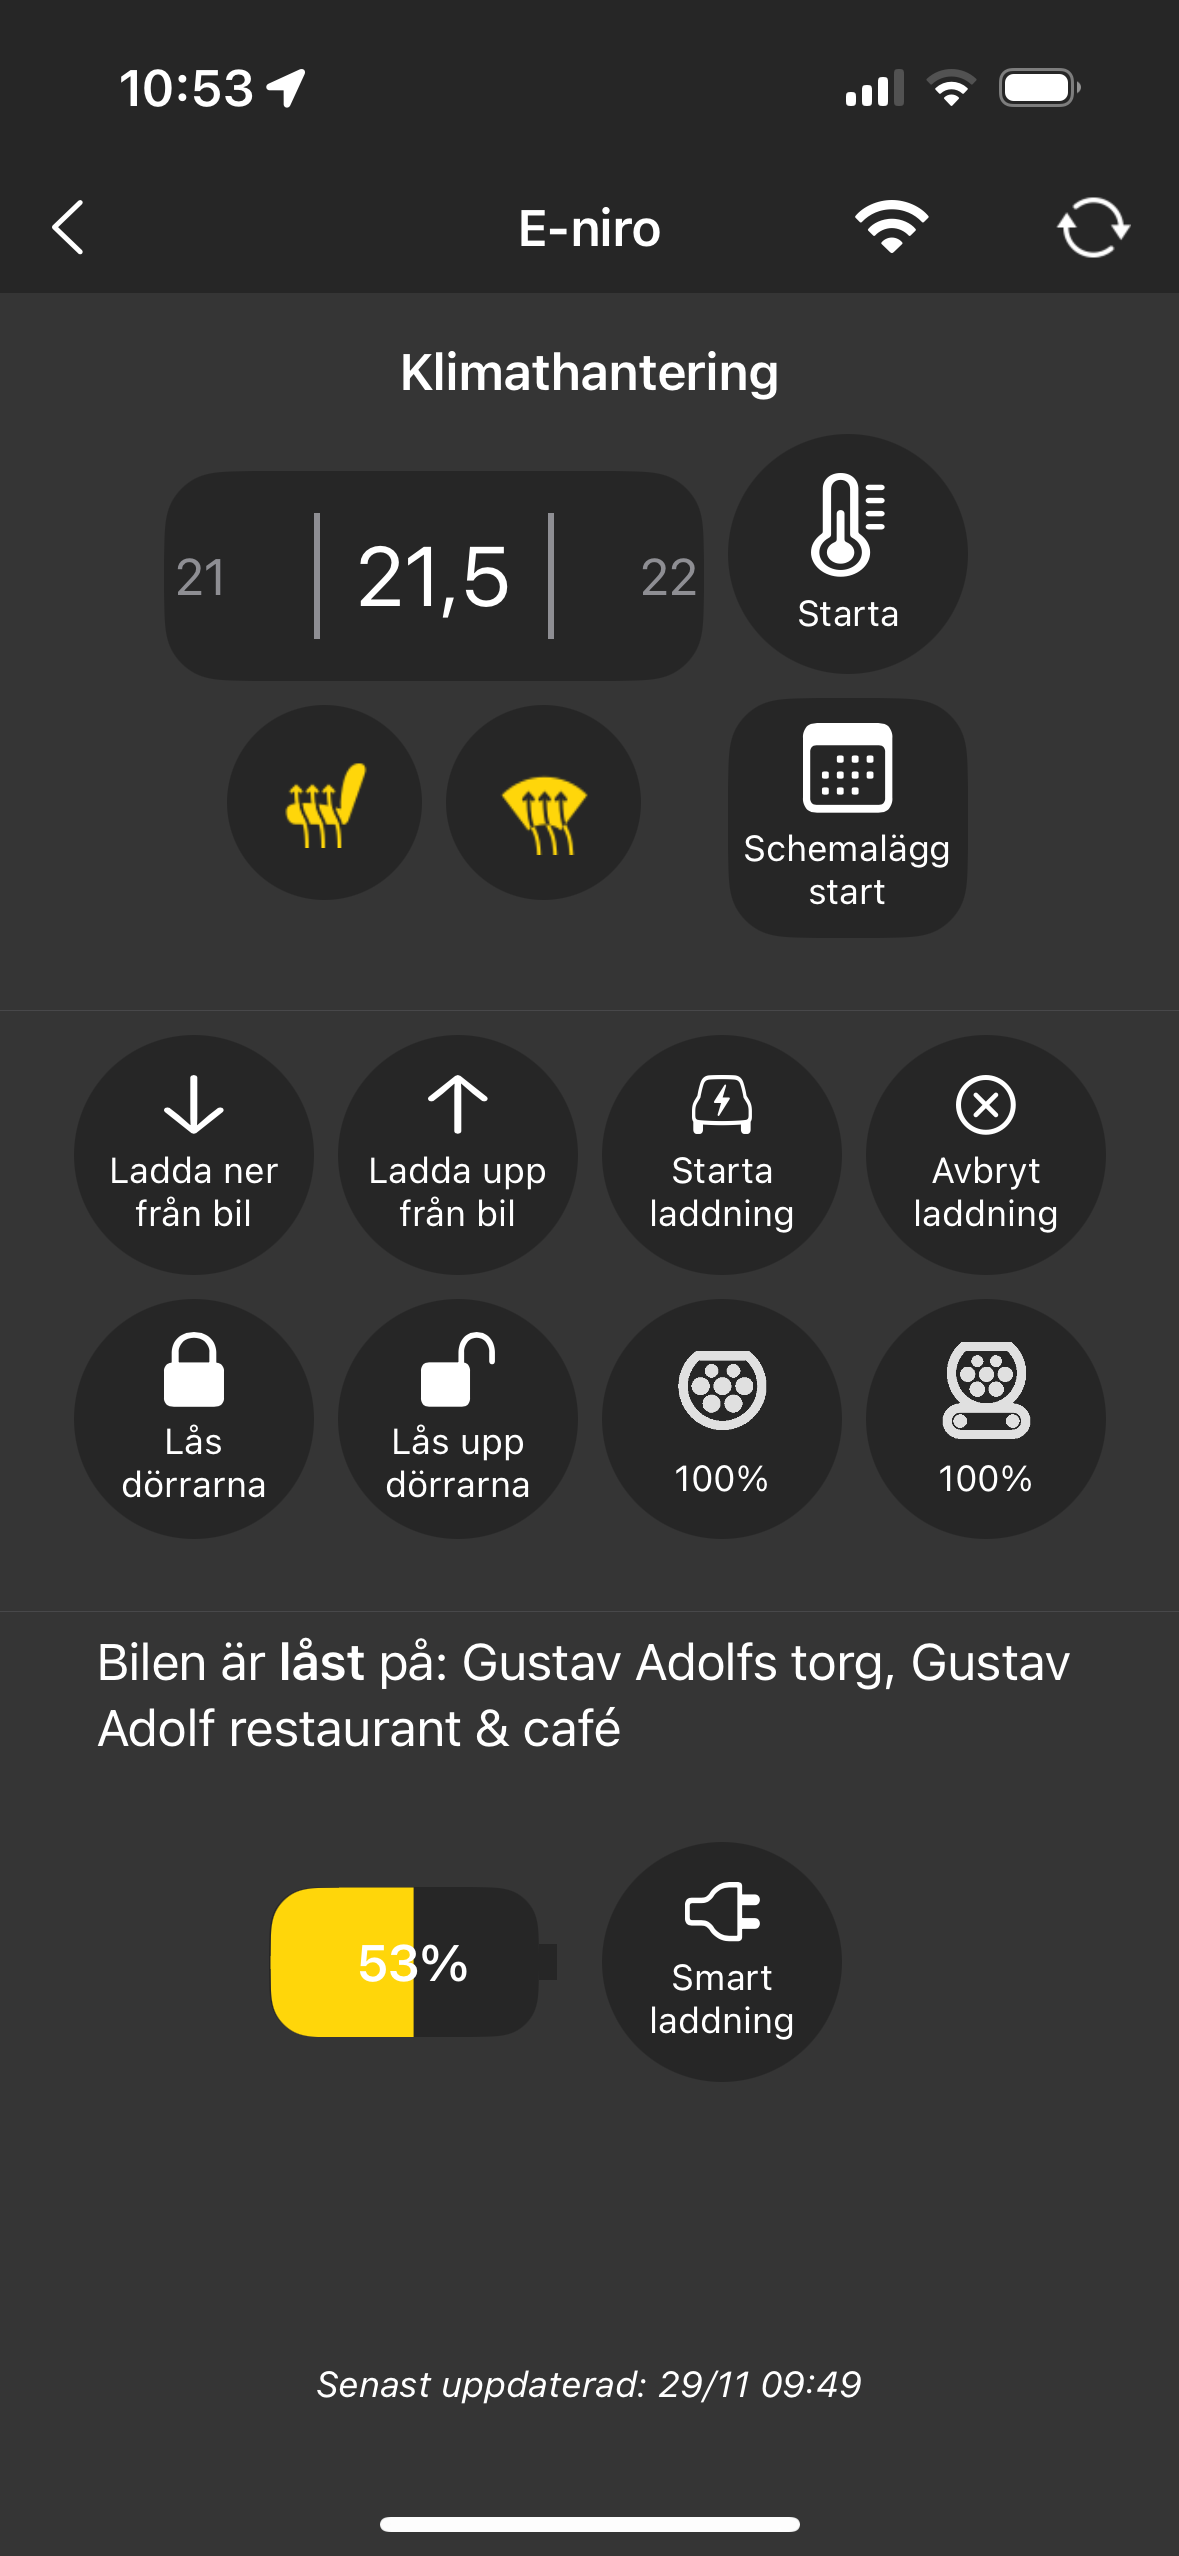 10:53
E-niro
Klimathantering
21
21,5
22
Starta
Schemalägg
start
Ladda ner
från bil
Ladda upp
från bil
Starta
laddning
Avbryt
laddning
Lås
dörrarna
Lås upp
dörrarna
100%
100%
Bilen är låst på: Gustav Adolfs torg, Gustav
Adolf restaurant & café
53%
Smart
laddning
Senast uppdaterad: 29/11 09:49